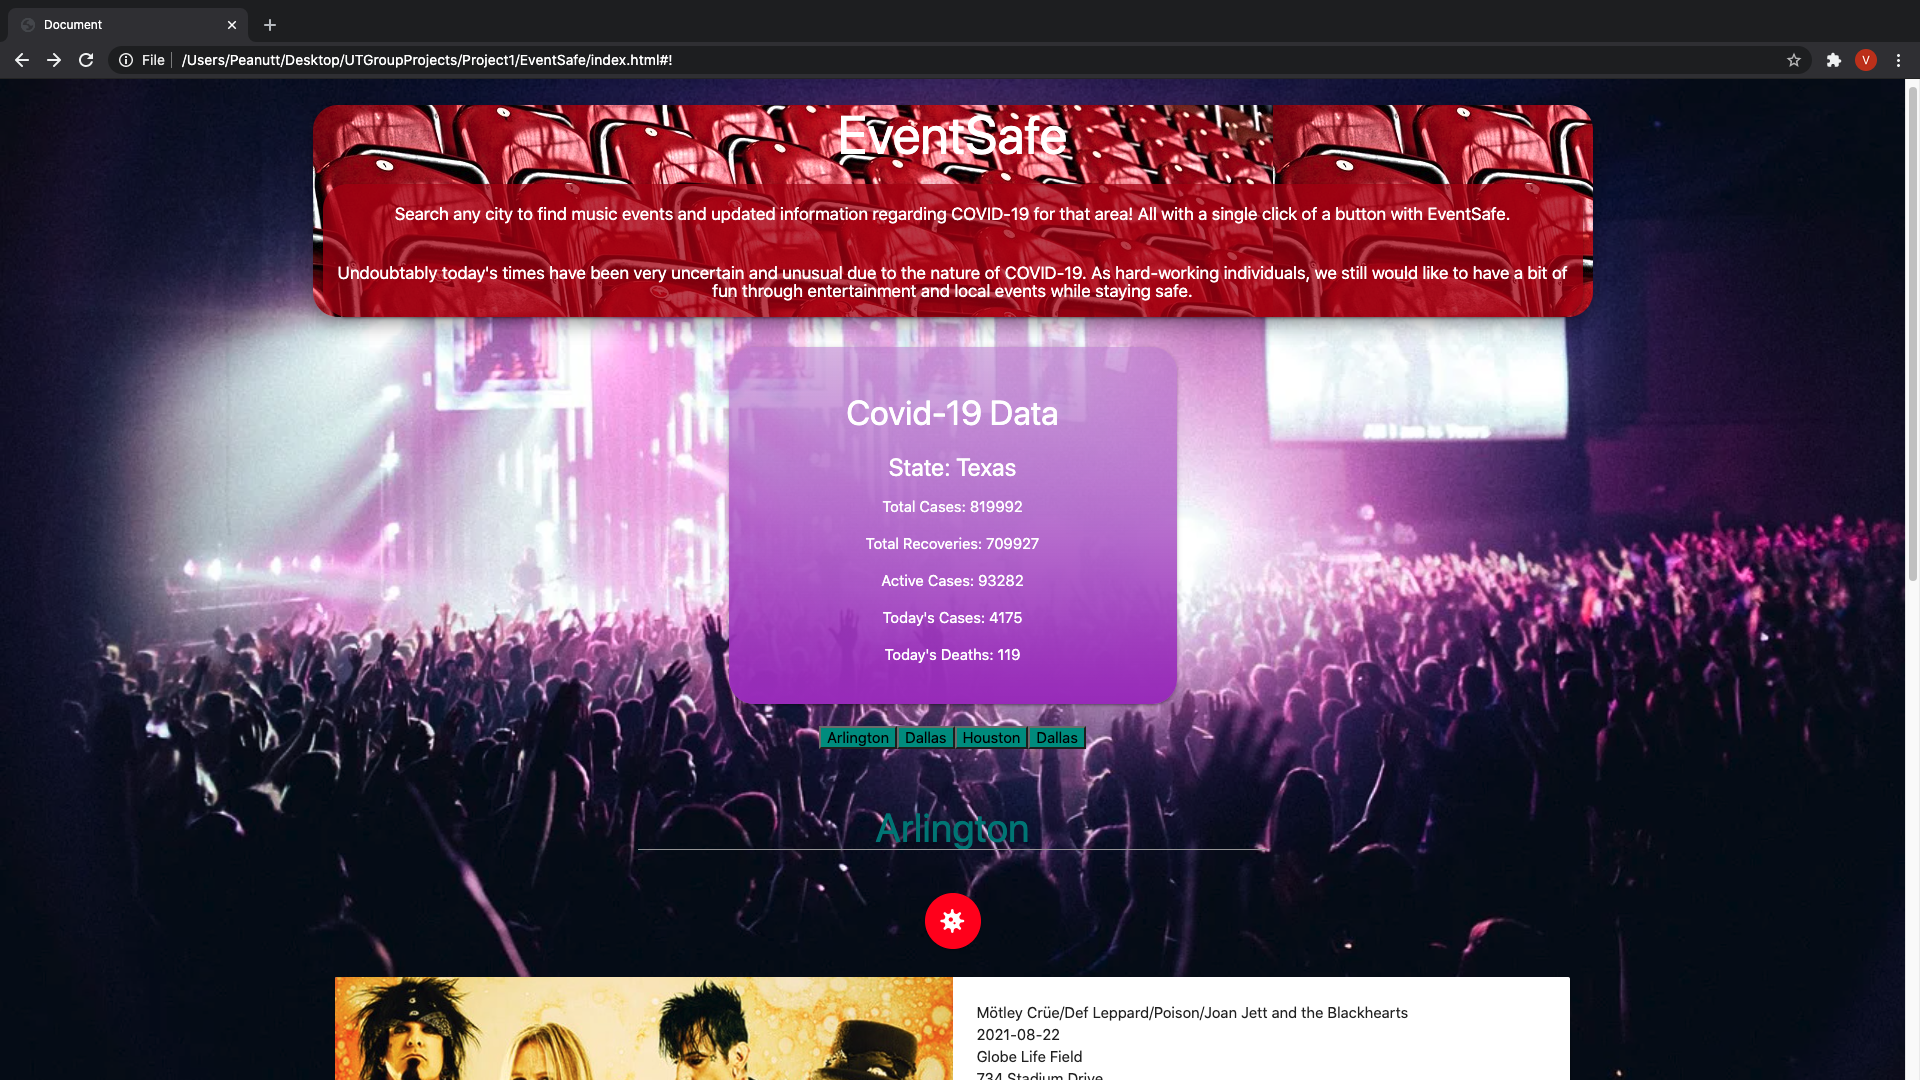 Document
File
/Users/Peanutt/Desktop/UTGroupProjects/Project1/EventSafe/index.html#!
V
EventSafe
Search any city to find music events and updated information regarding COVID-19 for that area! All with a single click of a button with EventSafe.
Undoubtably today's times have been very uncertain and unusual due to the nature of COVID-19. As hard-working individuals, we still would like to have a bit of
fun through entertainment and local events while staying safe.
All I am is Yours
Covid-19 Data
State: Texas
Total Cases: 819992
Total Recoveries: 709927
Active Cases: 93282
Today's Cases: 4175
Today's Deaths: 119
Arlington Dallas Houston Dallas
Arlington
Mötley Crüe/Def Leppard/Poison/Joan Jett and the Blackhearts
2021-08-22
Globe Life Field
734 Stadium Drive